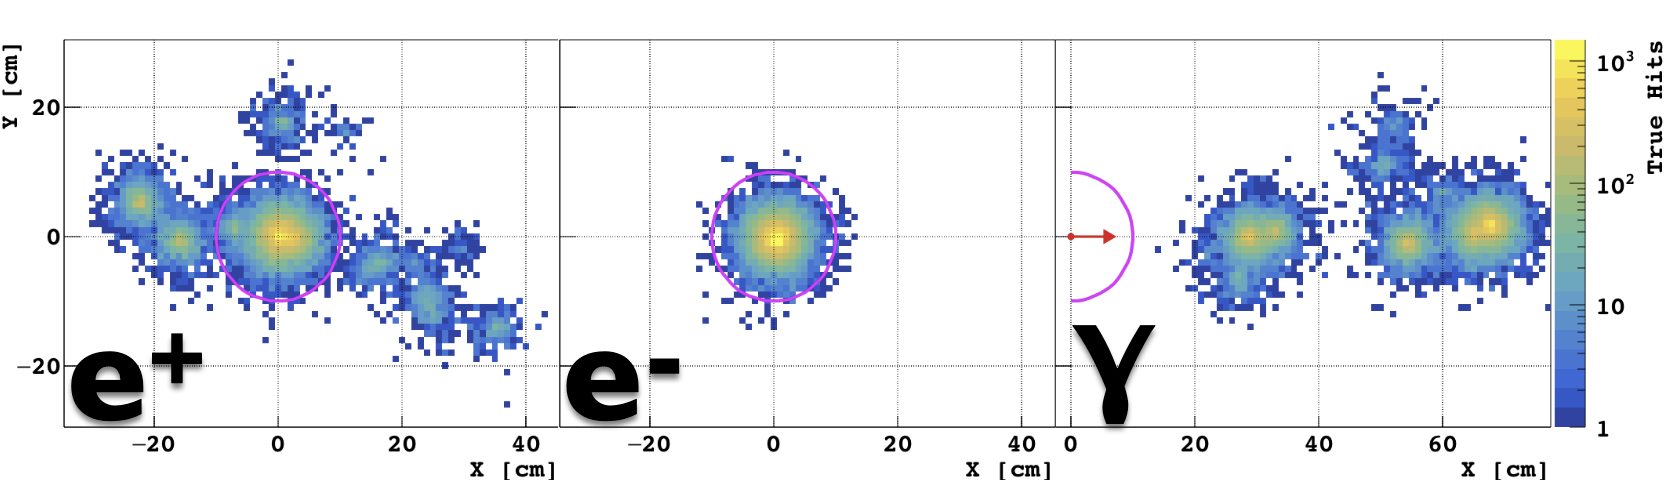 Y [cm]
20
0
−20
e+
−20 0 20 40
X [cm]
e-
−20 0 20 40
X [cm]
γ
0 20 40 60
X [cm]
10³
10²
10
1
True Hits